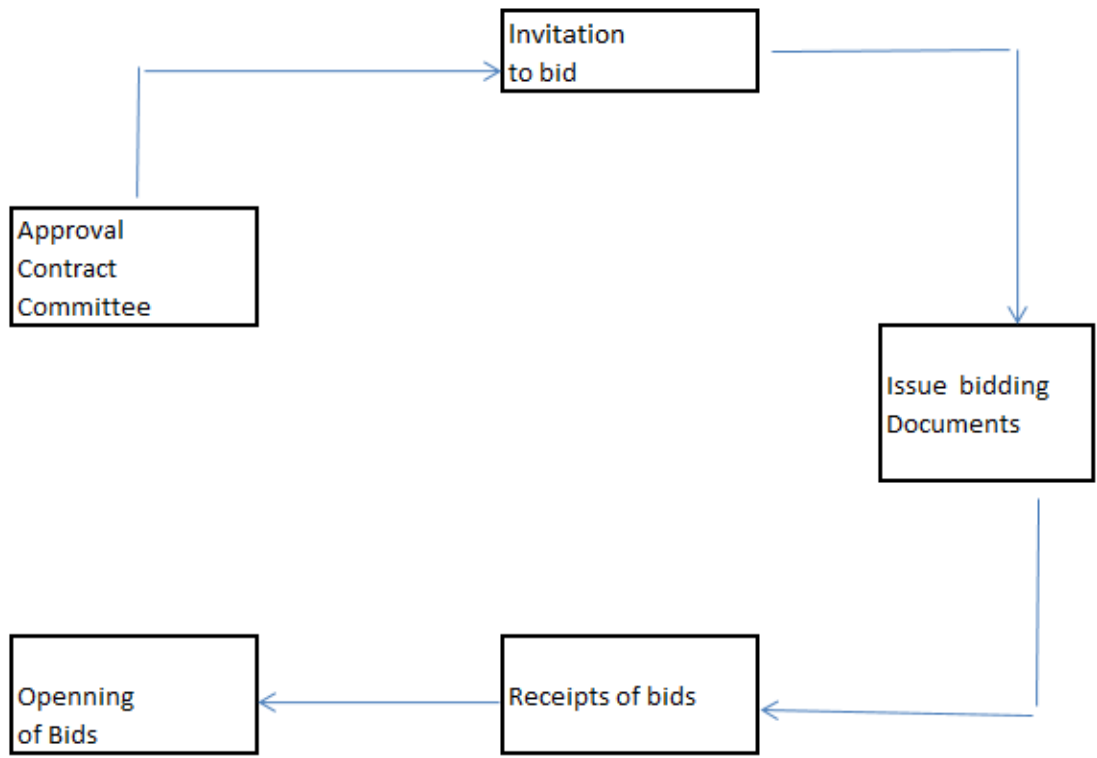 Invitation
to bid
Approval
Contract
Committee
Issue  bidding
Documents
Openning
of Bids
Receipts of bids